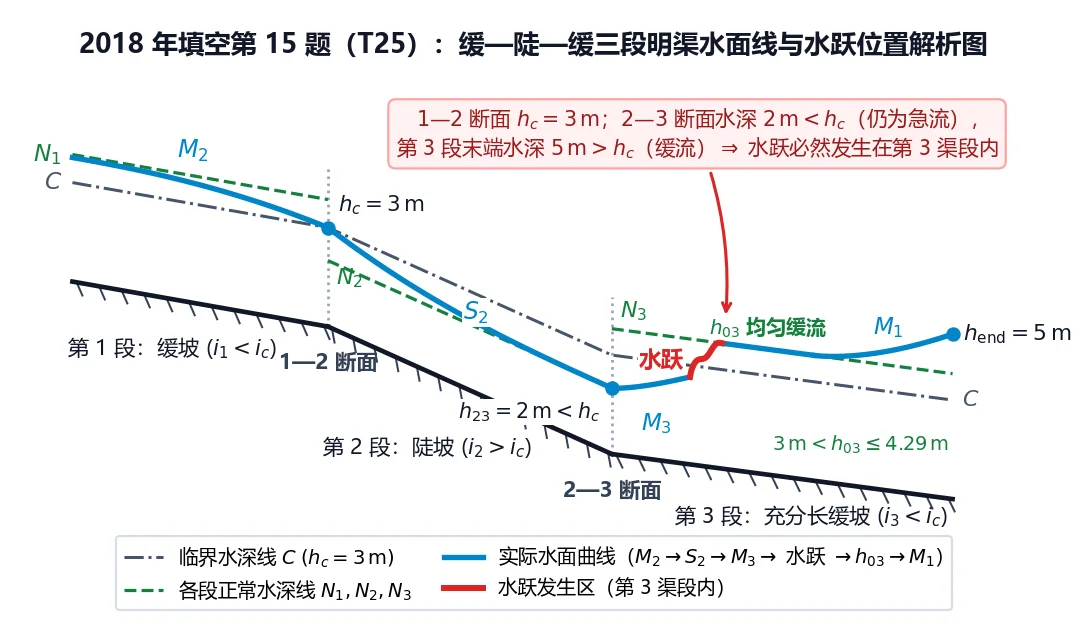 2018 年填空第 15 题（T25）：缓—陡—缓三段明渠水面线与水跃位置解析图
1—2 断面 h_c = 3 m；2—3 断面水深 2 m < h_c（仍为急流），
第 3 段末端水深 5 m > h_c（缓流）⇒ 水跃必然发生在第 3 渠段内
N₁
M₂
C
h_c = 3 m
N₂
S₂
N₃
h₀₃ 均匀缓流
M₁
h_end = 5 m
水跃
第 1 段：缓坡 (i₁ < i_c)
1—2 断面
C
h₂₃ = 2 m < h_c
M₃
3 m < h₀₃ ≤ 4.29 m
第 2 段：陡坡 (i₂ > i_c)
2—3 断面
第 3 段：充分长缓坡 (i₃ < i_c)
临界水深线 C (h_c = 3 m)
实际水面曲线（M₂→S₂→M₃→ 水跃 →h₀₃→M₁）
各段正常水深线 N₁, N₂, N₃
水跃发生区（第 3 渠段内）